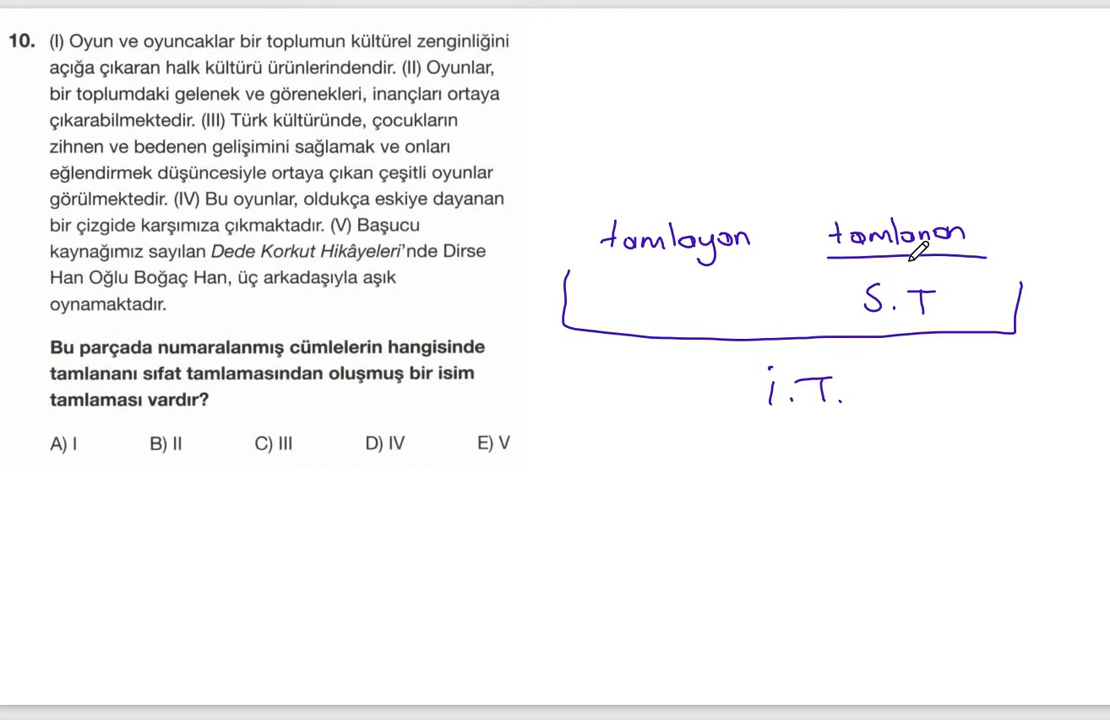 10. (I) Oyun ve oyuncaklar bir toplumun kültürel zenginliğini
açığa çıkaran halk kültürü ürünlerindendir. (II) Oyunlar,
bir toplumdaki gelenek ve görenekleri, inançları ortaya
çıkarabilmektedir. (III) Türk kültüründe, çocukların
zihnen ve bedenen gelişimini sağlamak ve onları
eğlendirmek düşüncesiyle ortaya çıkan çeşitli oyunlar
görülmektedir. (IV) Bu oyunlar, oldukça eskiye dayanan
bir çizgide karşımıza çıkmaktadır. (V) Başucu
kaynağımız sayılan Dede Korkut Hikâyeleri'nde Dirse
Han Oğlu Boğaç Han, üç arkadaşıyla aşık
oynamaktadır.
Bu parçada numaralanmış cümlelerin hangisinde
tamlananı sıfat tamlamasından oluşmuş bir isim
tamlaması vardır?
A) I B) II C) III D) IV E) V
tamlayan tamlanan
S.T
İ.T.